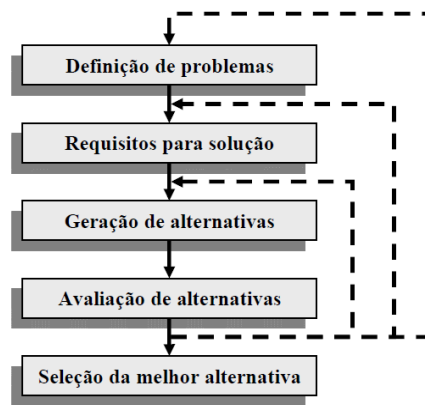 Definição de problemas
Requisitos para solução
Geração de alternativas
Avaliação de alternativas
Seleção da melhor alternativa